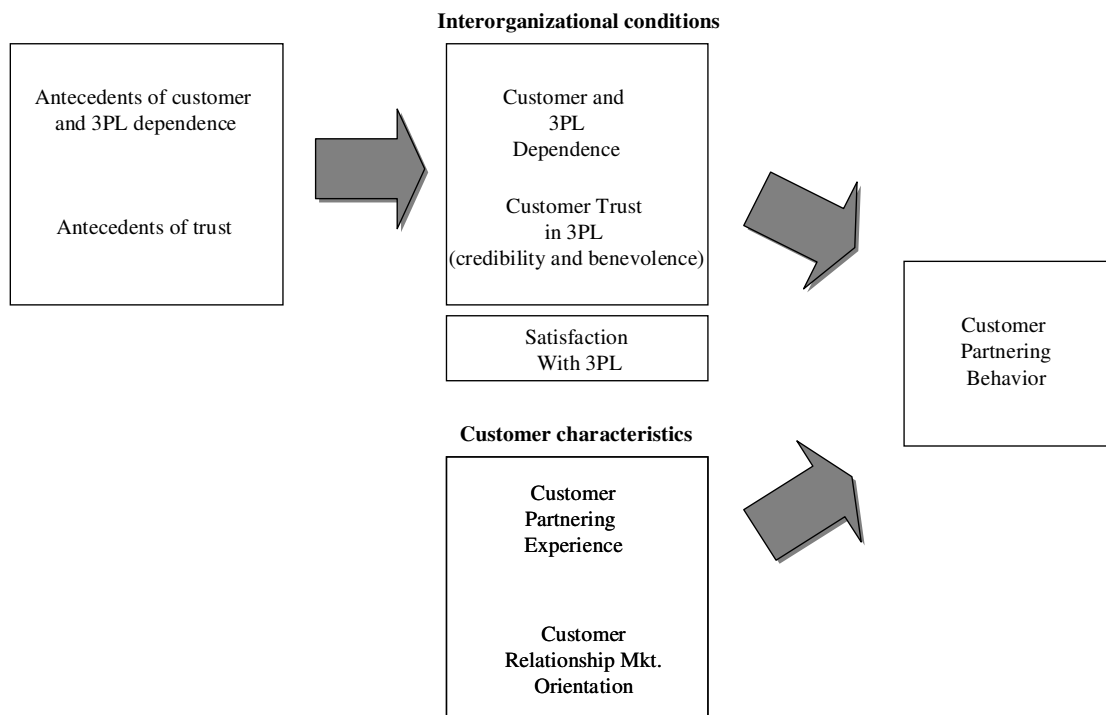 Interorganizational conditions
Antecedents of customer
and 3PL dependence
Antecedents of trust
Customer and
3PL
Dependence
Customer Trust
in 3PL
(credibility and benevolence)
Satisfaction
With 3PL
Customer characteristics
Customer
Partnering
Experience
Customer
Relationship Mkt.
Orientation
Customer
Partnering
Behavior